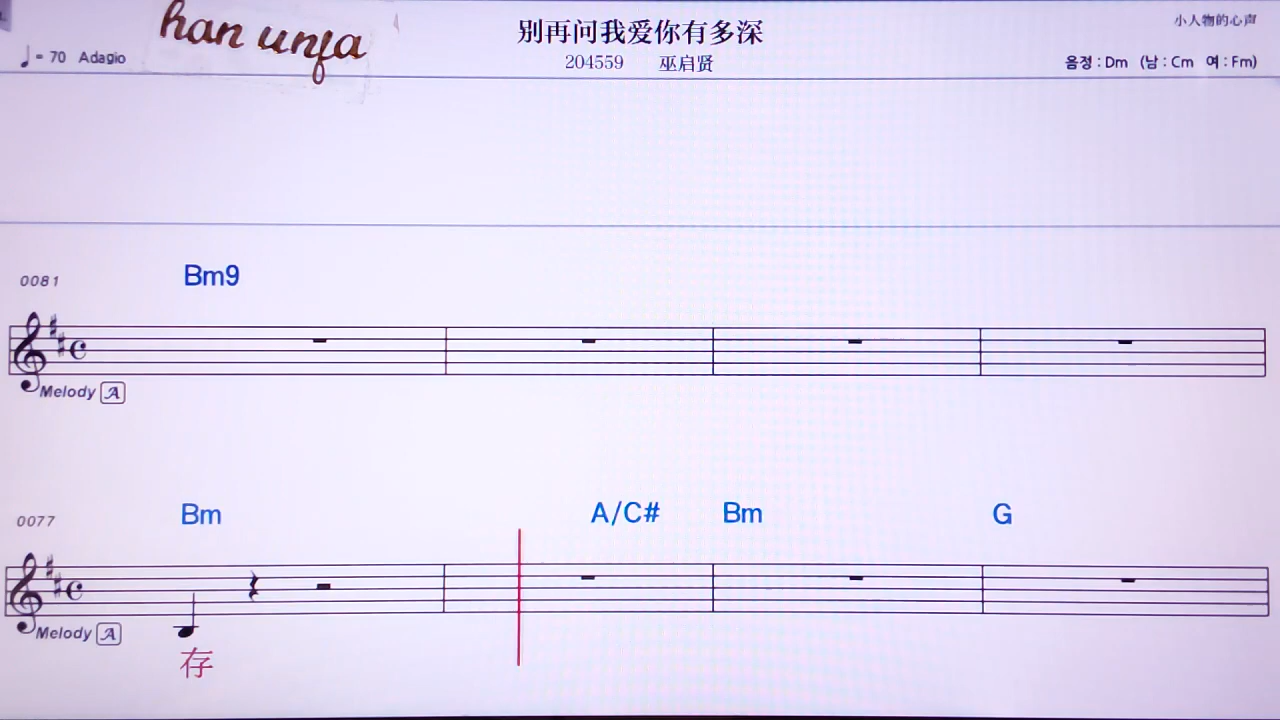 han unfa
别再问我爱你有多深
小人物的心声
♩= 70 Adagio
204559 巫启贤
음정 : Dm (남 : Cm 여 : Fm)
0081 Bm9
Melody A
0077 Bm A/C# Bm G
Melody A
存